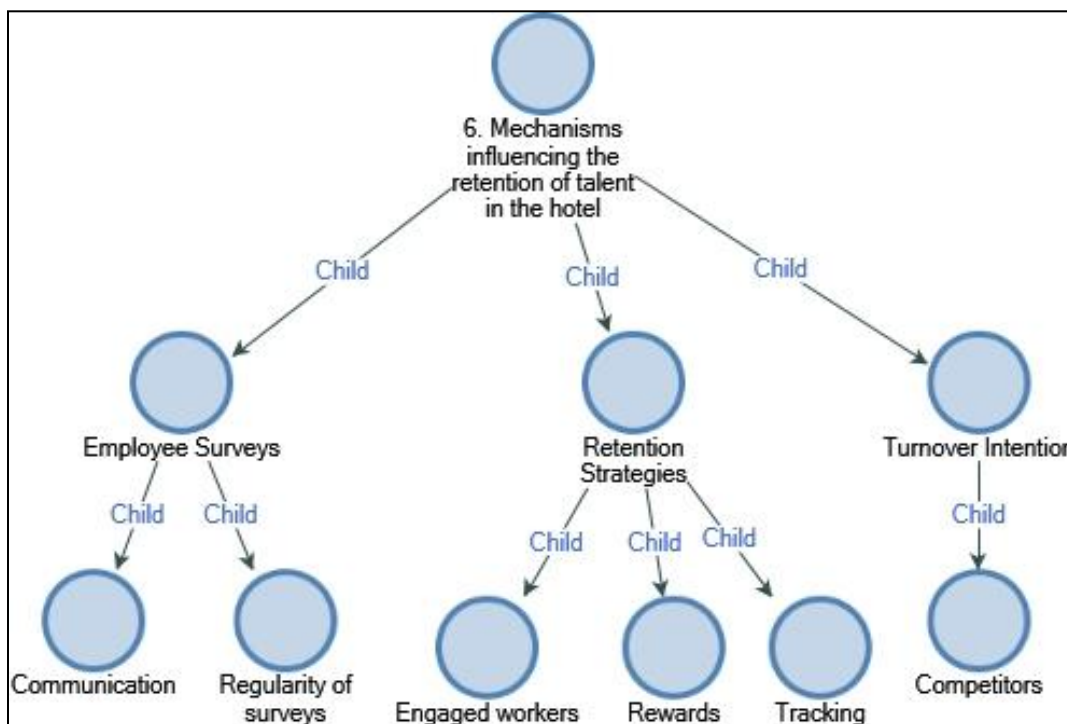 6. Mechanisms
influencing the
retention of talent
in the hotel
Child
Child
Child
Employee Surveys
Retention
Strategies
Turnover Intention
Child
Child
Child
Child
Child
Child
Communication
Regularity of
surveys
Engaged workers
Rewards
Tracking
Competitors